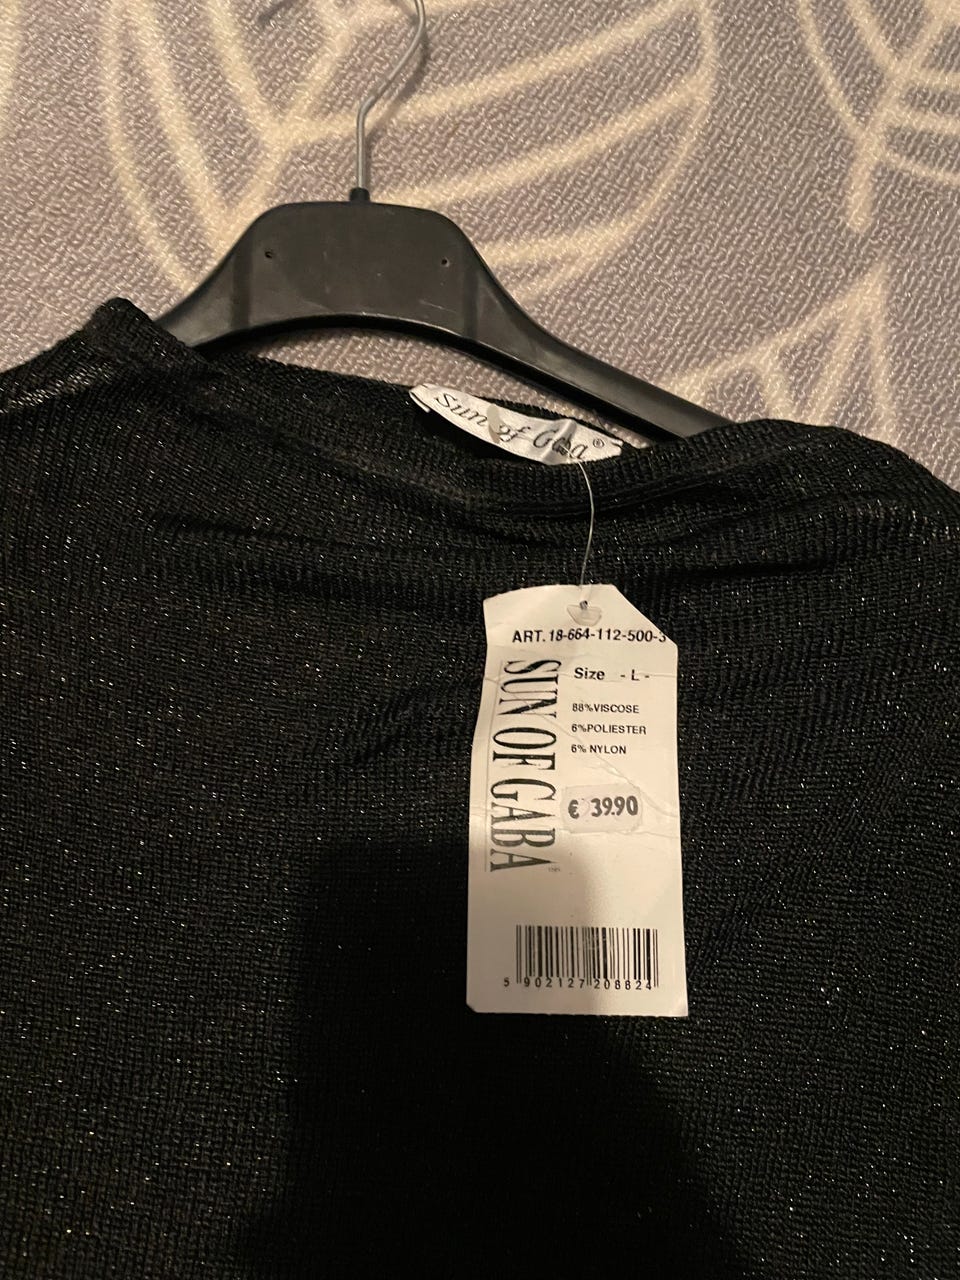 Sun of Gaba®
ART. 18-664-112-500-3
Size - L -
88%VISCOSE
6%POLIESTER
6% NYLON
€ 39.90
SUN OF GABA
5 902127 208824